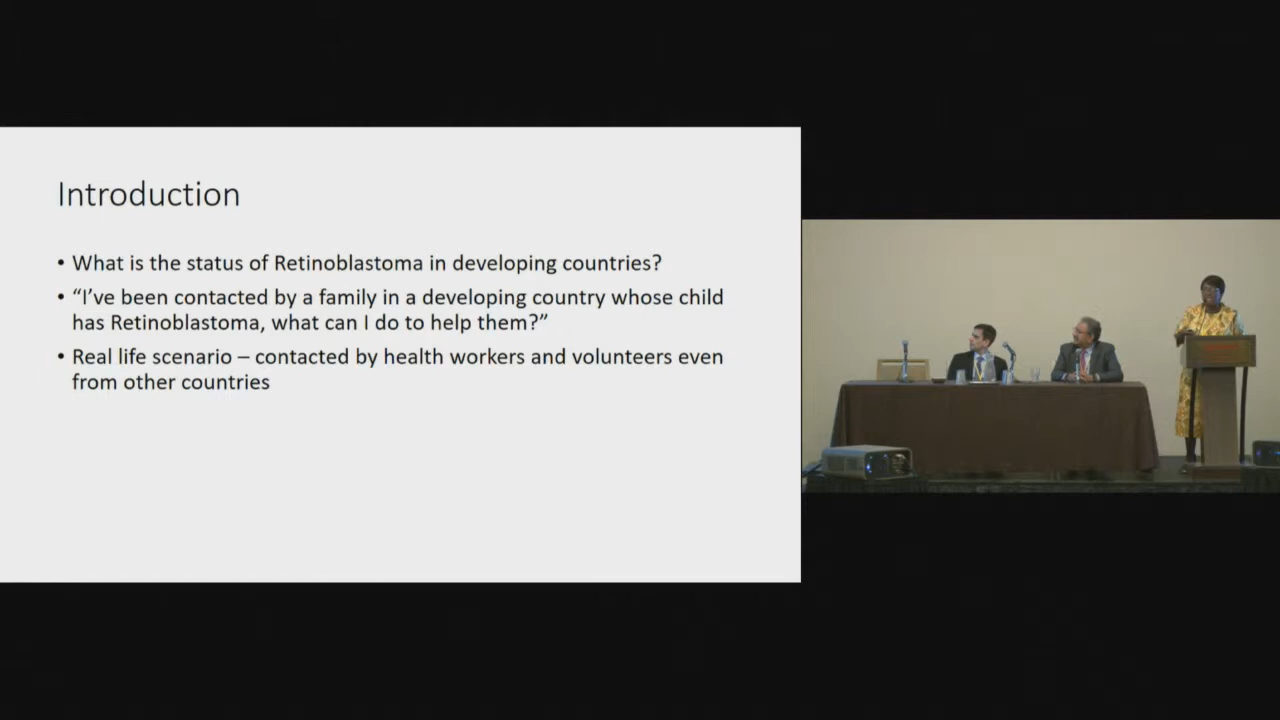 Introduction
• What is the status of Retinoblastoma in developing countries?
• “I’ve been contacted by a family in a developing country whose child
has Retinoblastoma, what can I do to help them?”
• Real life scenario – contacted by health workers and volunteers even
from other countries